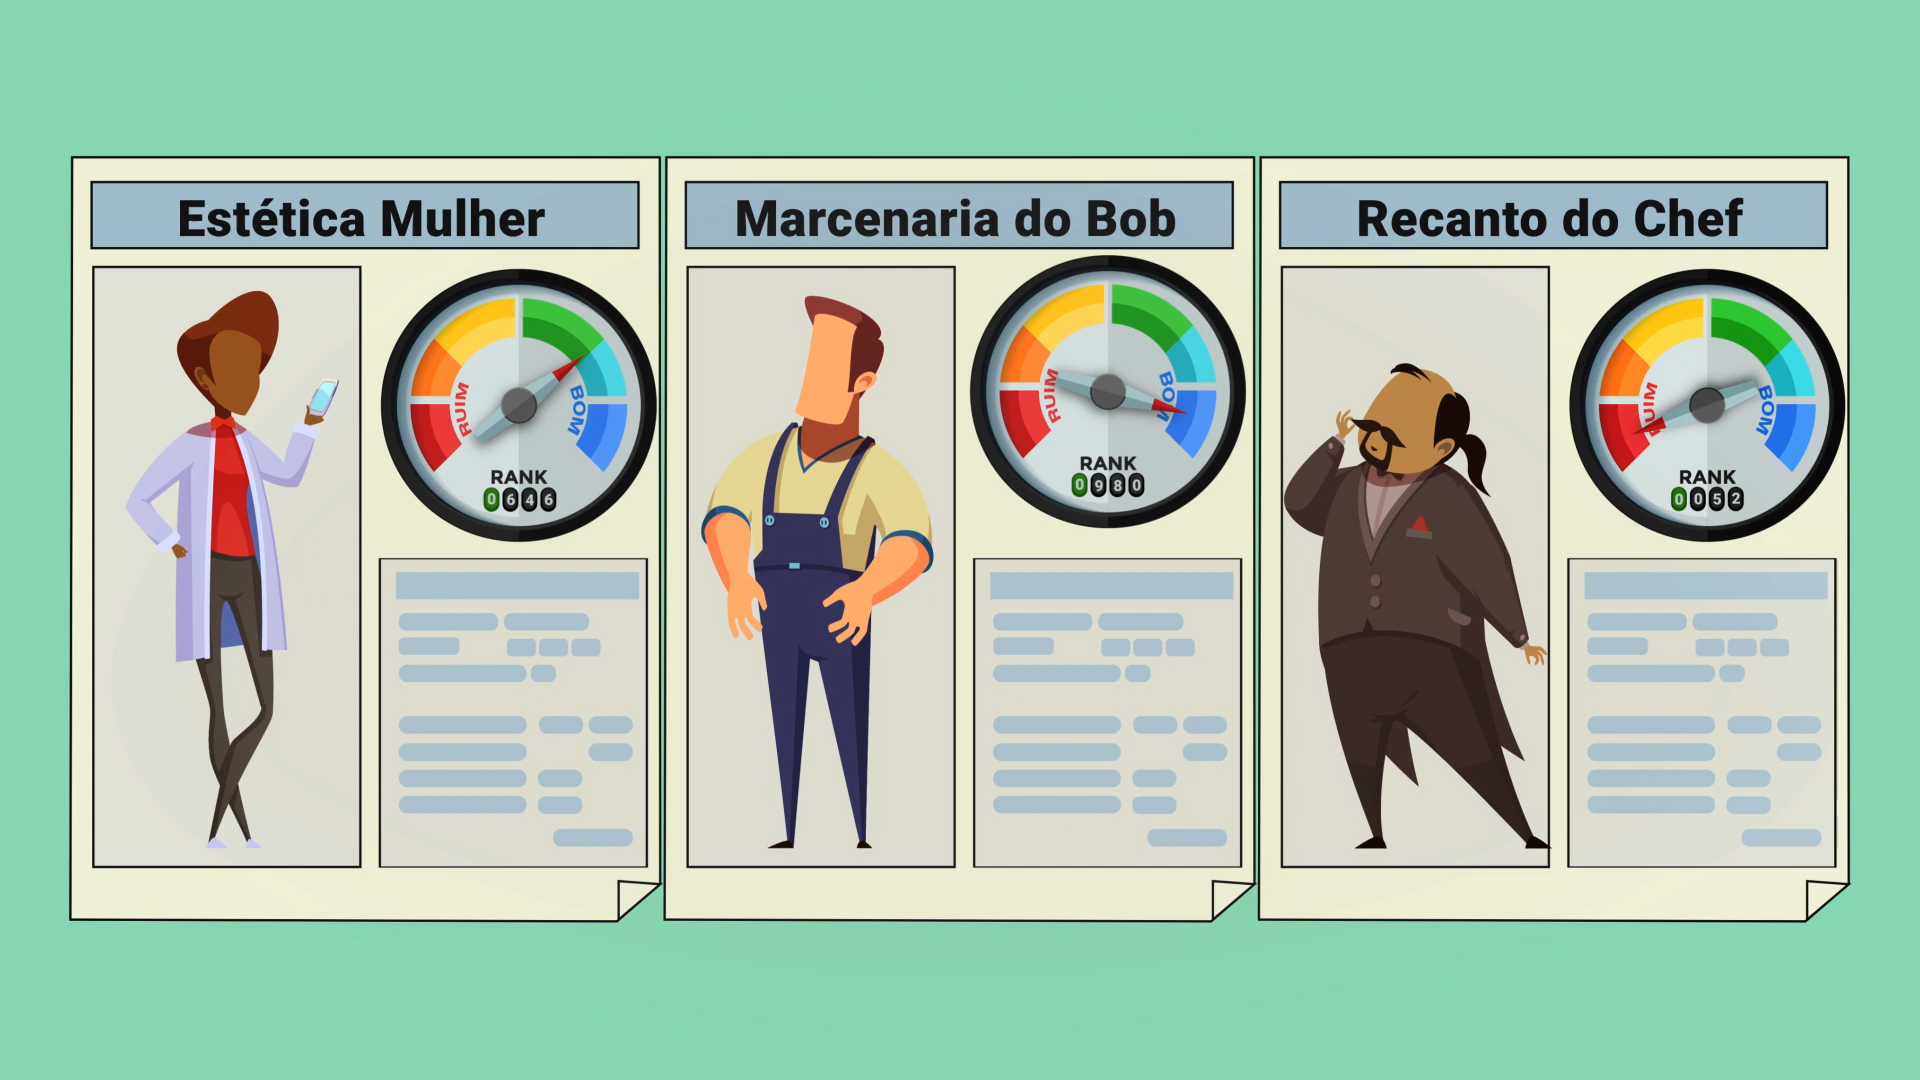 Estética Mulher
RUIM
BOM
RANK
0646
Marcenaria do Bob
RUIM
BOM
RANK
0980
Recanto do Chef
RUIM
BOM
RANK
0052